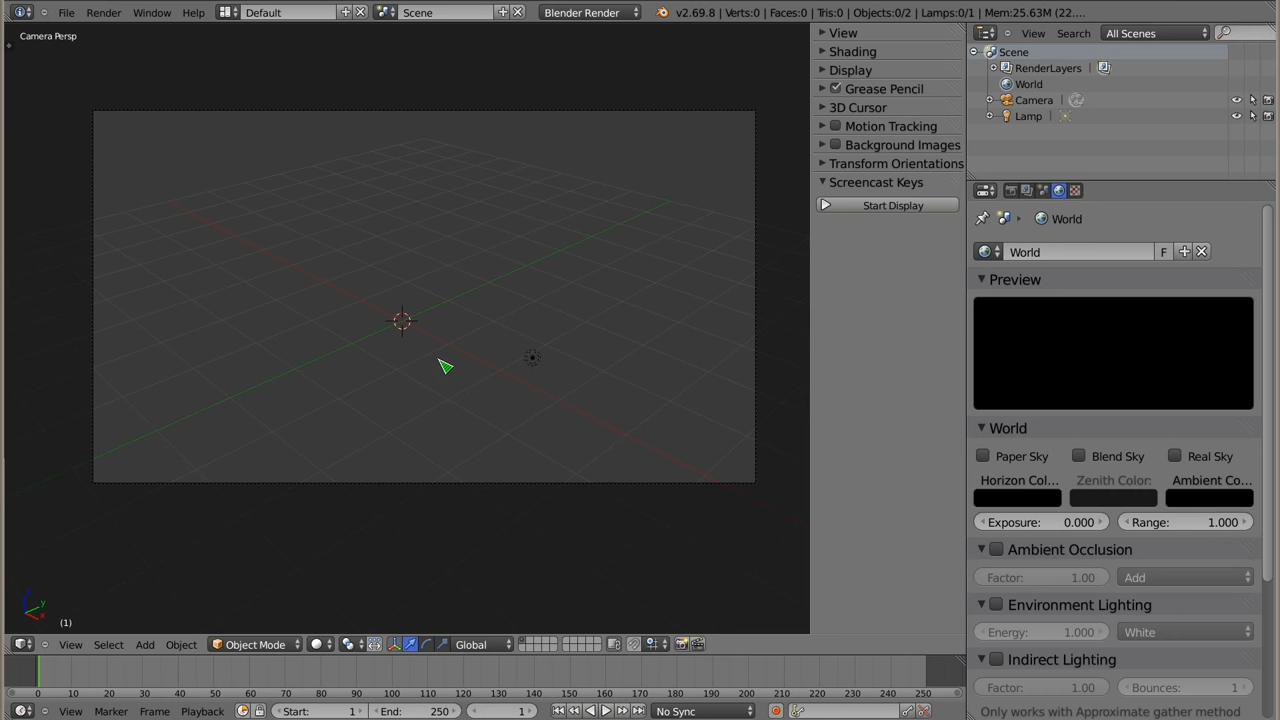 File Render Window Help Default Scene Blender Render v2.69.8 | Verts:0 | Faces:0 | Tris:0 | Objects:0/2 | Lamps:0/1 | Mem:25.63M (22....
Camera Persp
View
Shading
Display
Grease Pencil
3D Cursor
Motion Tracking
Background Images
Transform Orientations
Screencast Keys
Start Display
View Search All Scenes
Scene
RenderLayers
World
Camera
Lamp
World
World F
Preview
World
Paper Sky Blend Sky Real Sky
Horizon Col... Zenith Color: Ambient Co...
Exposure: 0.000 Range: 1.000
Ambient Occlusion
Factor: 1.00 Add
Environment Lighting
Energy: 1.000 White
Indirect Lighting
Factor: 1.00 Bounces: 1
Only works with Approximate gather method
z
y
x
(1)
View Select Add Object Object Mode Global
0 10 20 30 40 50 60 70 80 90 100 110 120 130 140 150 160 170 180 190 200 210 220 230 240 250
View Marker Frame Playback Start: 1 End: 250 1 No Sync